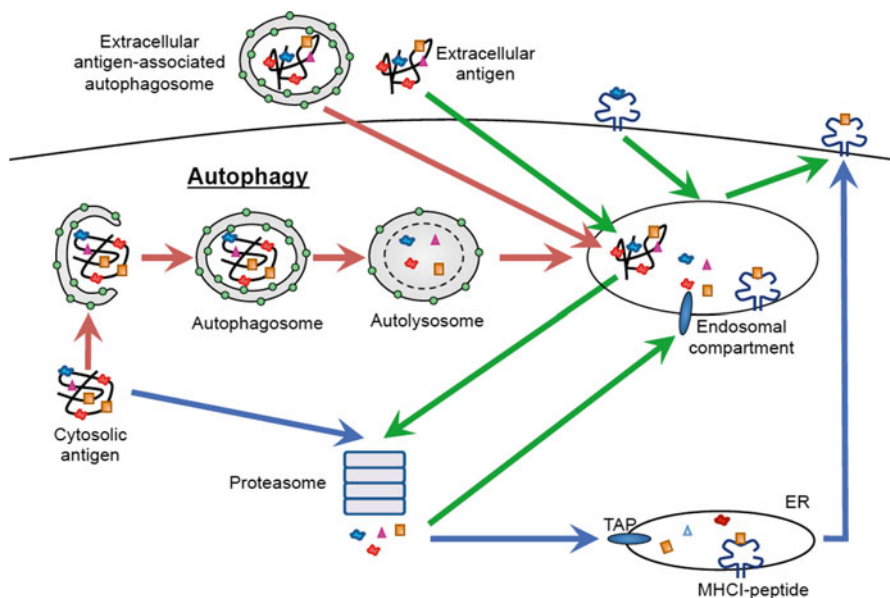 Extracellular
antigen-associated
autophagosome
Extracellular
antigen
Autophagy
Autophagosome
Autolysosome
Endosomal
compartment
Cytosolic
antigen
Proteasome
ER
TAP
MHCI-peptide